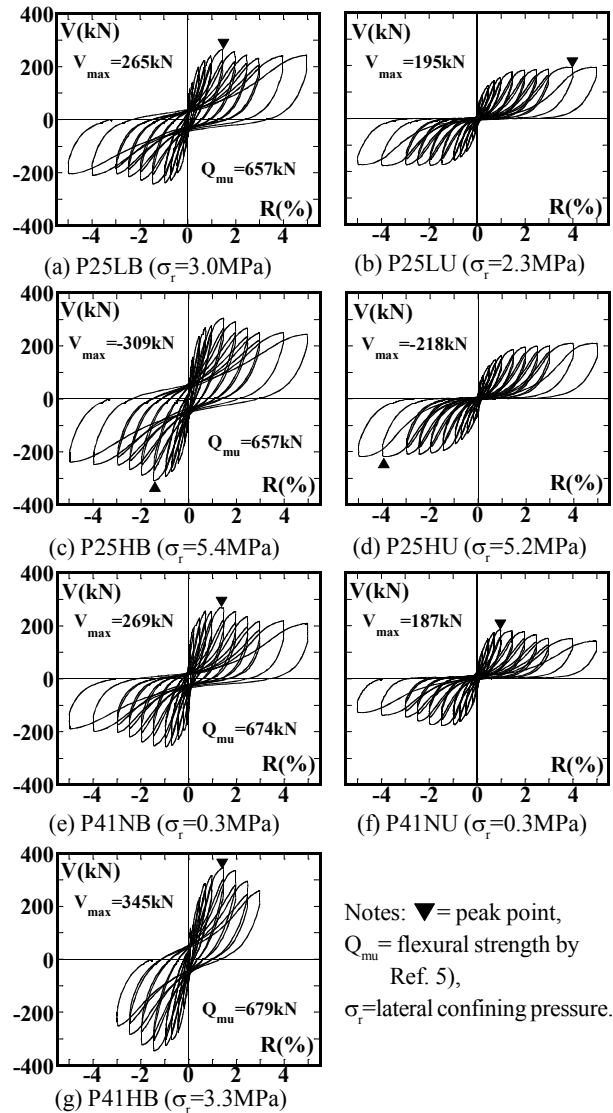 V(kN)
V(kN)
400
300
200
V_max=265kN
V_max=195kN
0
-200
Q_mu=657kN
R(%)
R(%)
-400
-4 -2 0 2 4
-4 -2 0 2 4
(a) P25LB (σ_r=3.0MPa)
(b) P25LU (σ_r=2.3MPa)
400
V(kN)
V(kN)
V_max=-309kN
V_max=-218kN
200
0
Q_mu=657kN
-200
R(%)
R(%)
-400
-4 -2 0 2 4
-4 -2 0 2 4
(c) P25HB (σ_r=5.4MPa)
(d) P25HU (σ_r=5.2MPa)
400
V(kN)
V(kN)
V_max=269kN
V_max=187kN
200
0
-200
Q_mu=674kN
R(%)
R(%)
-400
-4 -2 0 2 4
-4 -2 0 2 4
(e) P41NB (σ_r=0.3MPa)
(f) P41NU (σ_r=0.3MPa)
400
V(kN)
V_max=345kN
200
0
-200
Q_mu=679kN
R(%)
-400
-4 -2 0 2 4
(g) P41HB (σ_r=3.3MPa)
Notes: ▼= peak point,
Q_mu= flexural strength by
Ref. 5),
σ_r=lateral confining pressure.